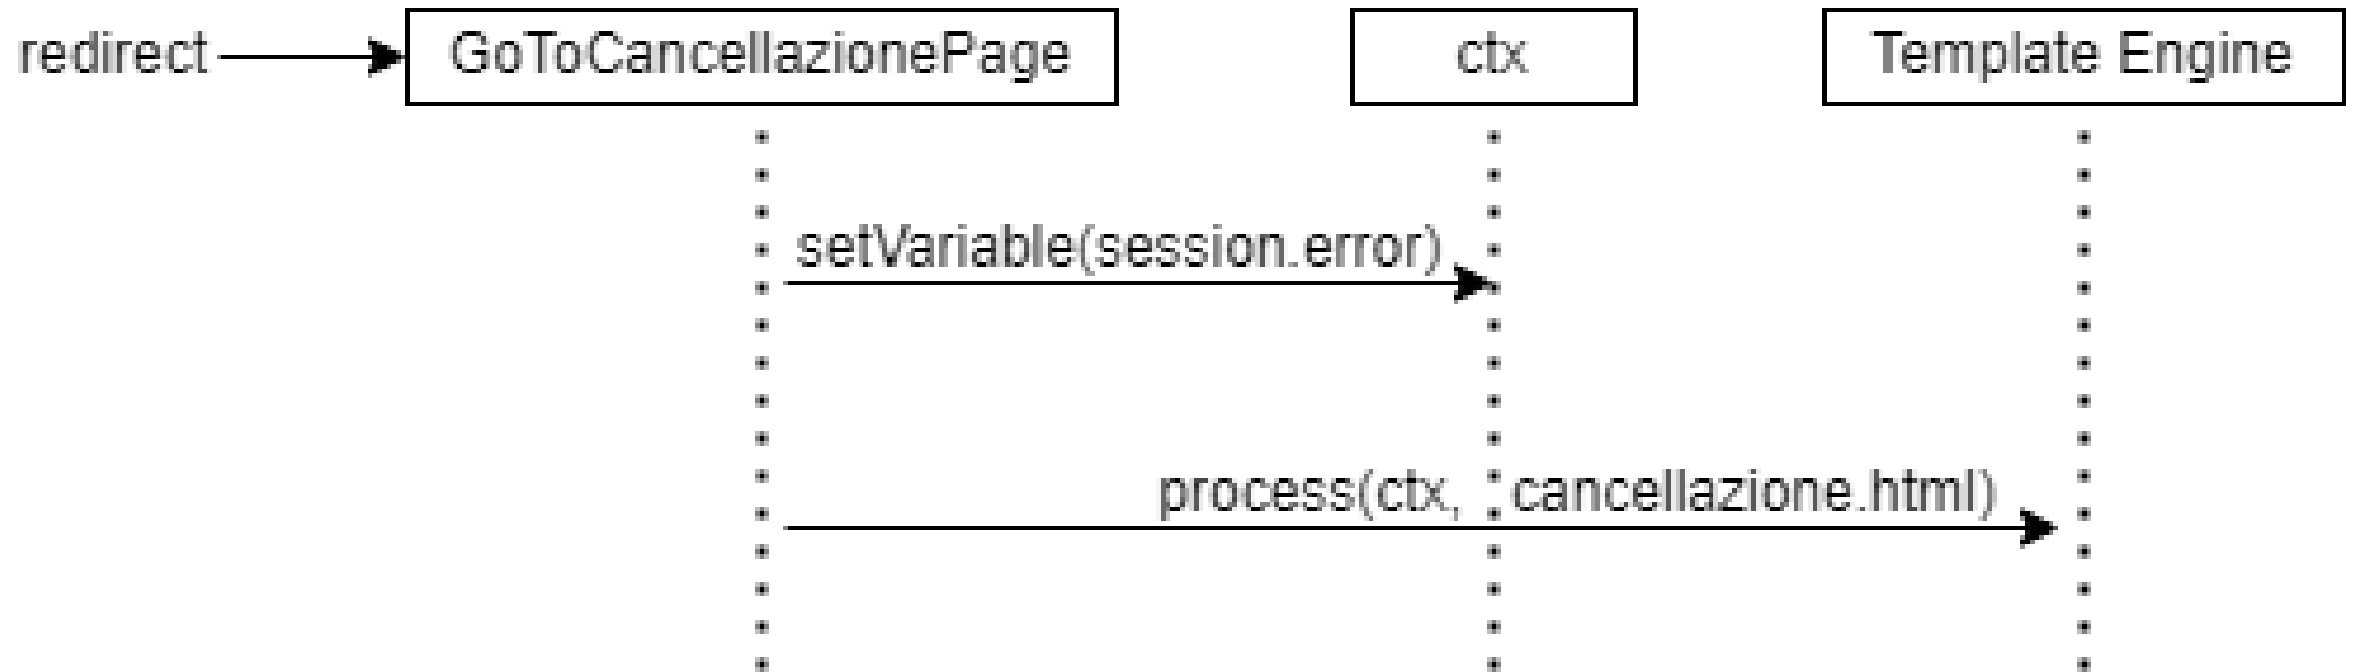 redirect GoToCancellazionePage ctx Template Engine
setVariable(session.error)
process(ctx, cancellazione.html)